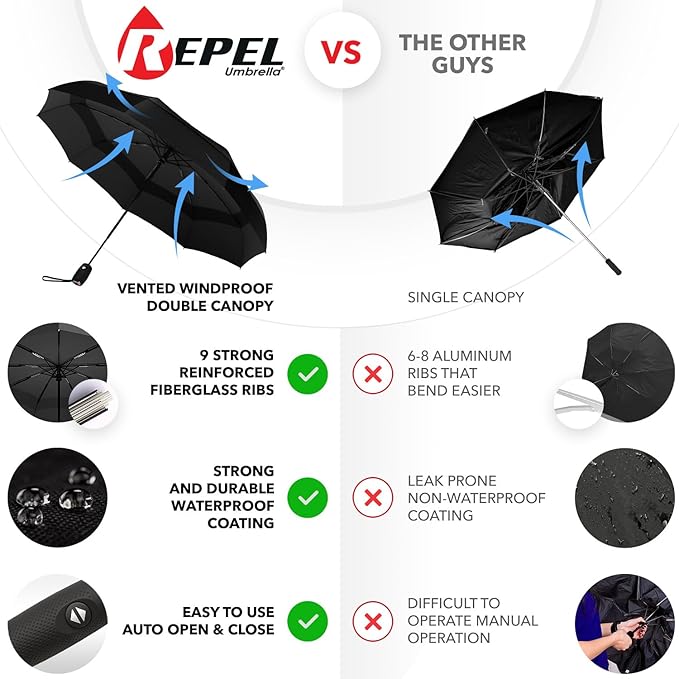 REPEL
Umbrella®
VS
THE OTHER
GUYS
VENTED WINDPROOF
DOUBLE CANOPY
SINGLE CANOPY
9 STRONG
REINFORCED
FIBERGLASS RIBS
6-8 ALUMINUM
RIBS THAT
BEND EASIER
STRONG
AND DURABLE
WATERPROOF
COATING
LEAK PRONE
NON-WATERPROOF
COATING
EASY TO USE
AUTO OPEN & CLOSE
DIFFICULT TO
OPERATE MANUAL
OPERATION